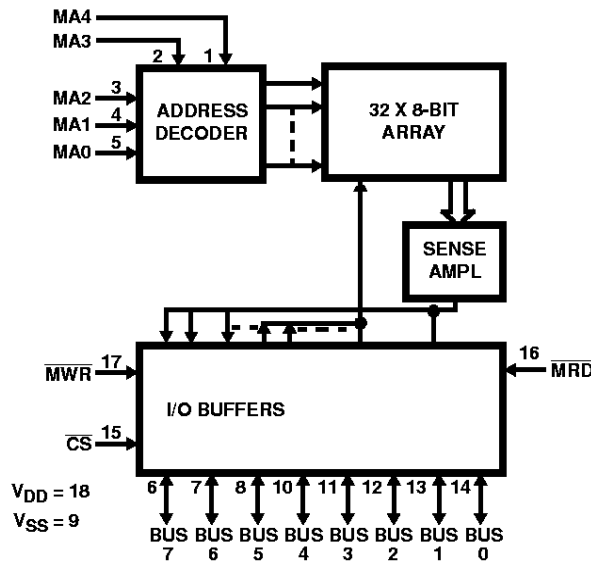 MA4
MA3
2 1
MA2 3
MA1 4
MA0 5
ADDRESS
DECODER
32 X 8-BIT
ARRAY
SENSE
AMPL
MWR 17
16 MRD
I/O BUFFERS
CS 15
VDD = 18
VSS = 9
6 7 8 10 11 12 13 14
BUS BUS BUS BUS BUS BUS BUS BUS
7 6 5 4 3 2 1 0